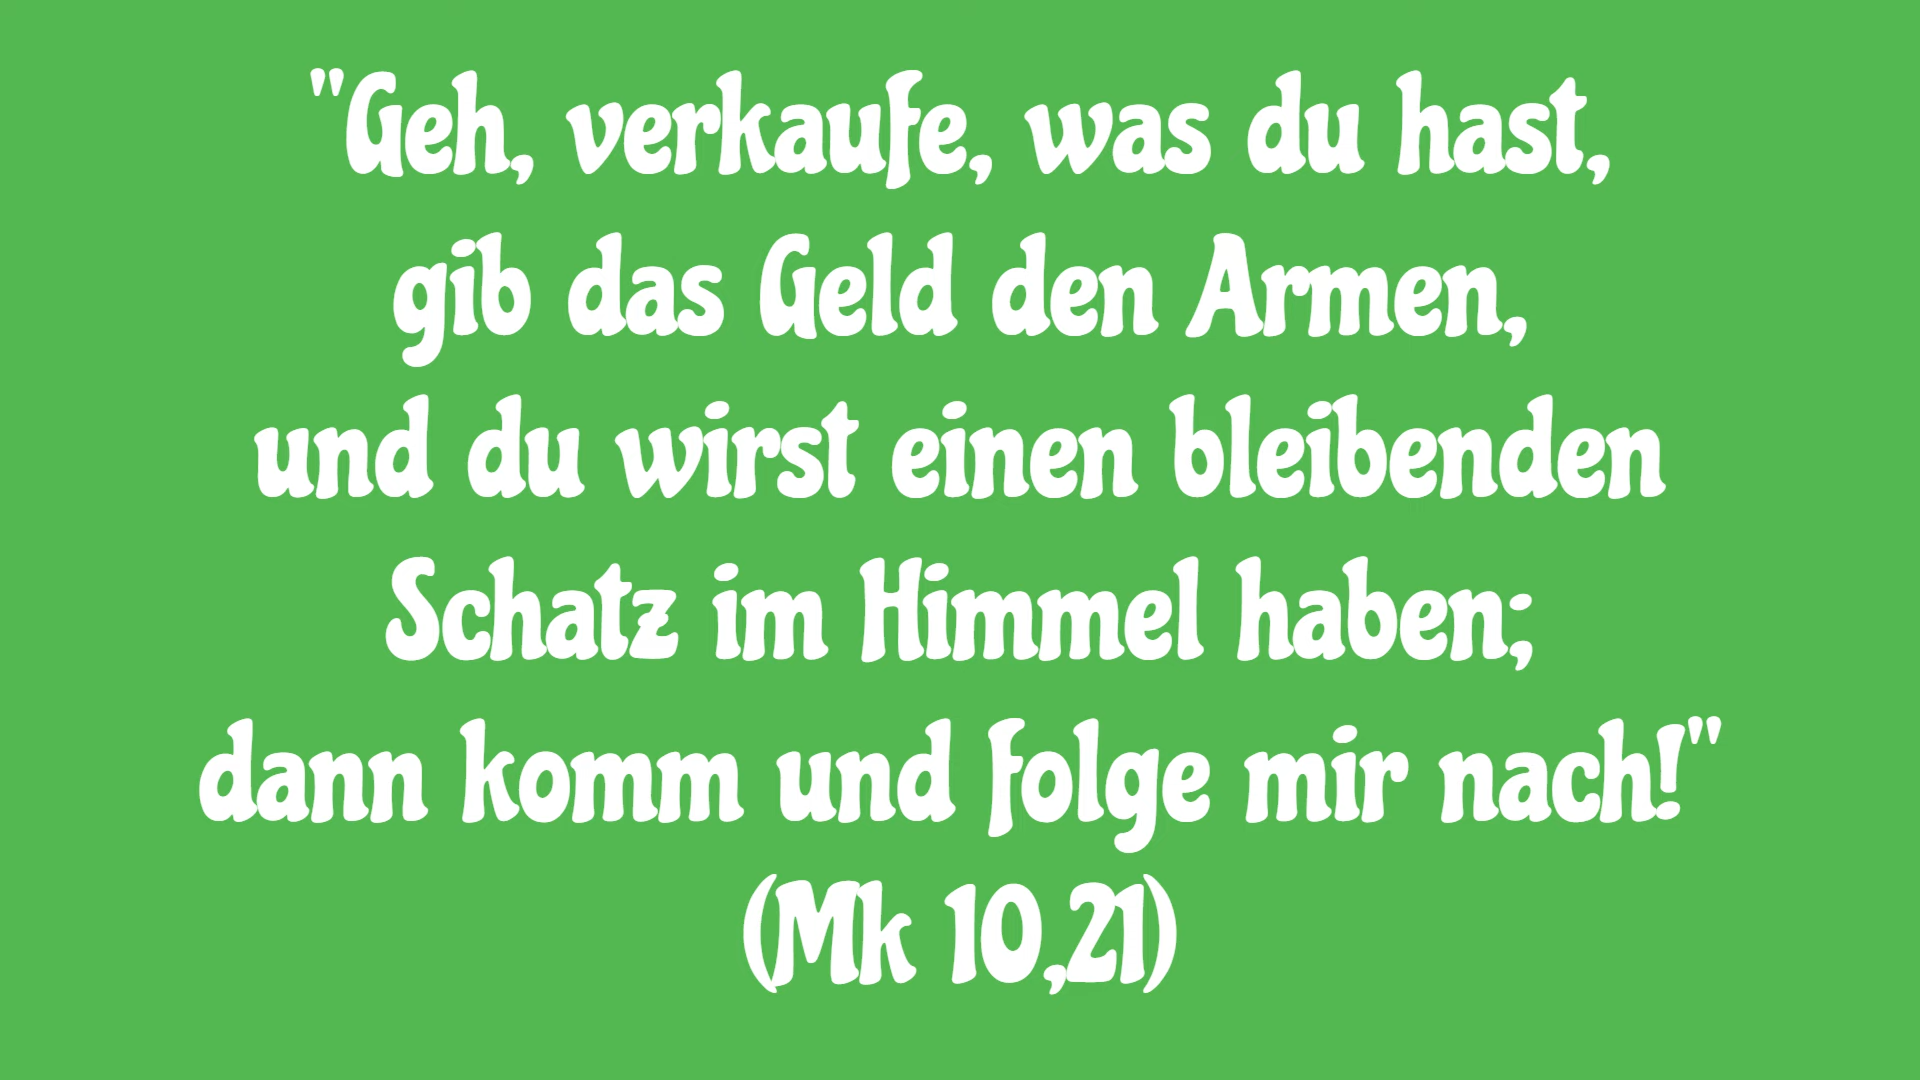 "Geh, verkaufe, was du hast,
gib das Geld den Armen,
und du wirst einen bleibenden
Schatz im Himmel haben;
dann komm und folge mir nach!"
(Mk 10,21)